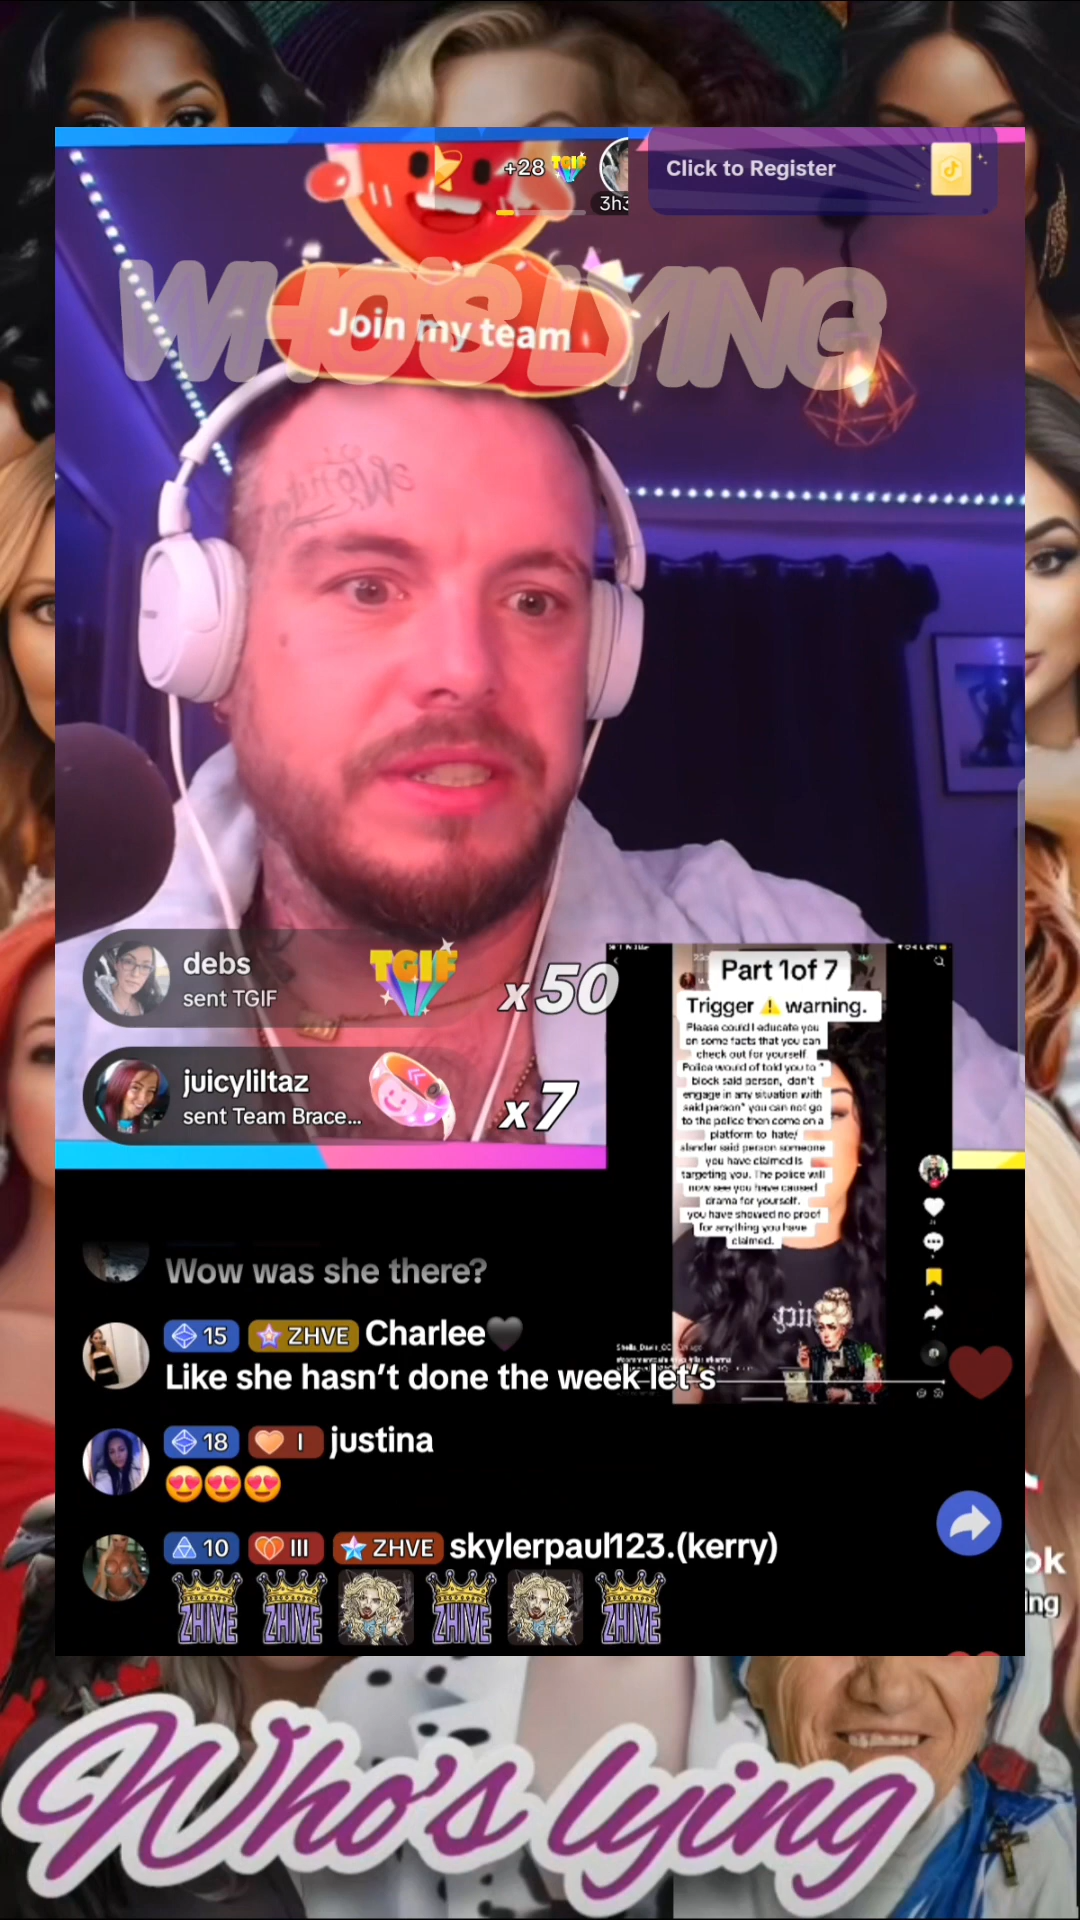 +28 TGIF
3h3
Click to Register
WHO'S LYING
Join my team
debs
sent TGIF
TGIF
x50
juicyliltaz
sent Team Brace...
x7
Part 1of 7
Trigger ⚠️ warning.
Please could I educate you
on some facts that you can
check out for yourself
Police would of told you to "
block said person, don't
engage in any situation with
said person" you can not go
to the police then come on a
platform to hate/
slander said person someone
you have claimed is
targeting you. The police will
now see you have caused
drama for yourself.
you have showed no proof
for anything you have
claimed.
Wow was she there?
15 ZHVE Charlee🖤
Like she hasn't done the week let's
18 I justina
😍😍😍
10 III ZHVE skylerpaul123.(kerry)
ZHIVE ZHIVE ZHIVE ZHIVE
ok
ing
Who's lying